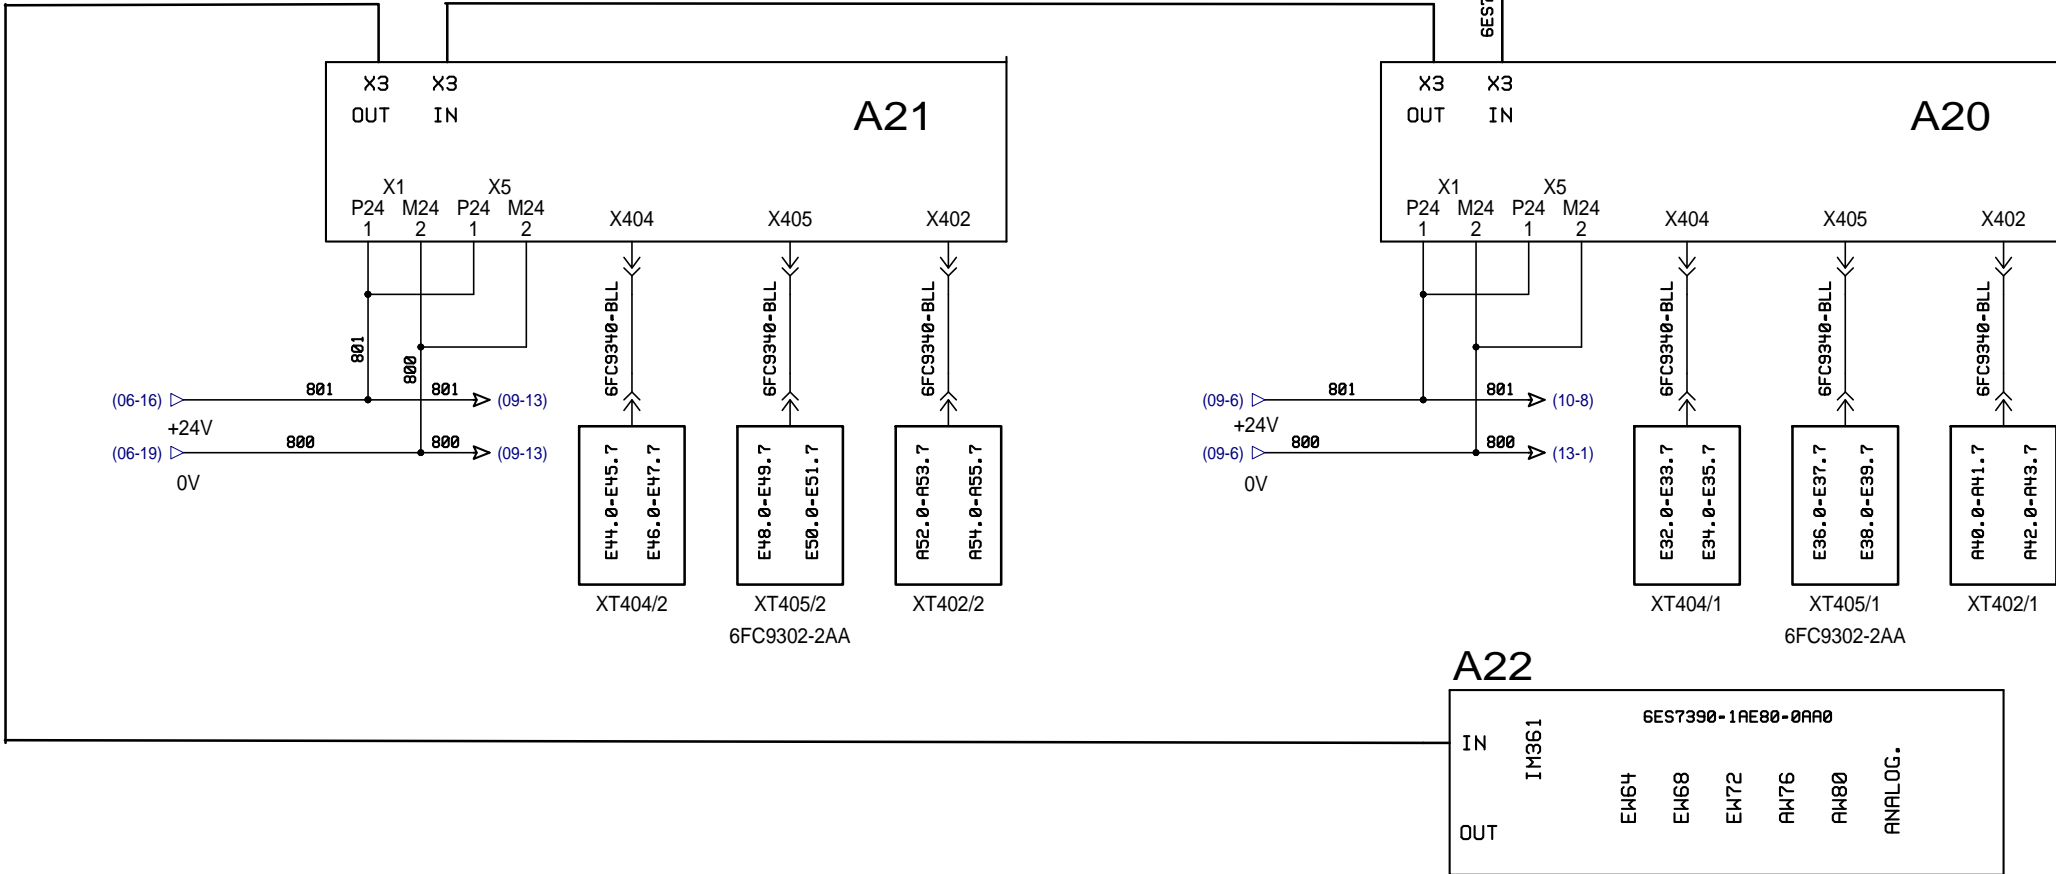 6ES7
X3 X3
OUT IN
A21
X1 X5
P24 M24 P24 M24
1 2 1 2
X404 X405 X402
6FC9340-BLL
6FC9340-BLL
6FC9340-BLL
801
800
(06-16) 801 801 (09-13)
+24V
(06-19) 800 800 (09-13)
0V
E44.0-E45.7
E46.0-E47.7
E48.0-E49.7
E50.0-E51.7
A52.0-A53.7
A54.0-A55.7
XT404/2 XT405/2 XT402/2
6FC9302-2AA
X3 X3
OUT IN
A20
X1 X5
P24 M24 P24 M24
1 2 1 2
X404 X405 X402
6FC9340-BLL
6FC9340-BLL
6FC9340-BLL
(09-6) 801 801 (10-8)
+24V
(09-6) 800 800 (13-1)
0V
E32.0-E33.7
E34.0-E35.7
E36.0-E37.7
E38.0-E39.7
A40.0-A41.7
A42.0-A43.7
XT404/1 XT405/1 XT402/1
6FC9302-2AA
A22
6ES7390-1AE80-0AA0
IN
IM361
OUT
EW64
EW68
EW72
AW76
AW80
ANALOG.